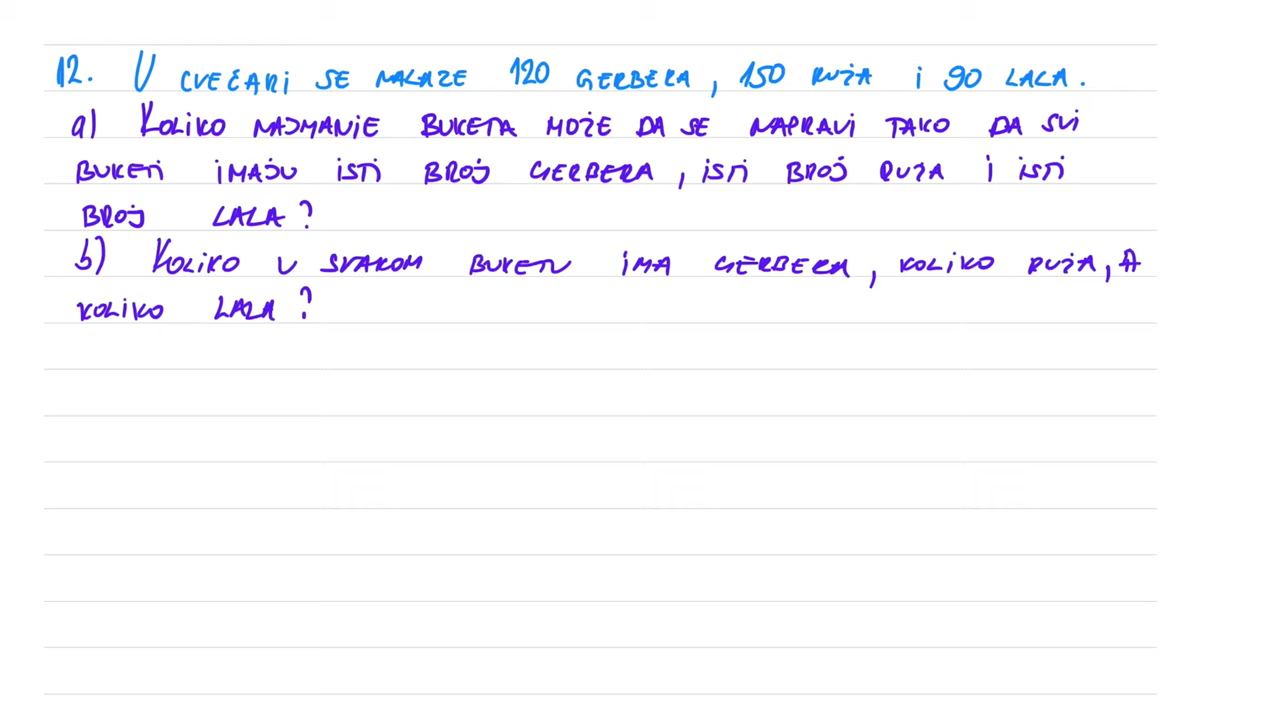 12. U CVEĆARI SE NALAZE 120 GERBERA, 150 RUŽA I 90 LALA.
a) KOLIKO NAJMANJE BUKETA MOŽE DA SE NAPRAVI TAKO DA SVI
BUKETI IMAJU ISTI BROJ GERBERA, ISTI BROJ RUŽA I ISTI
BROJ LALA?
b) KOLIKO U SVAKOM BUKETU IMA GERBERA, KOLIKO RUŽA, A
KOLIKO LALA?